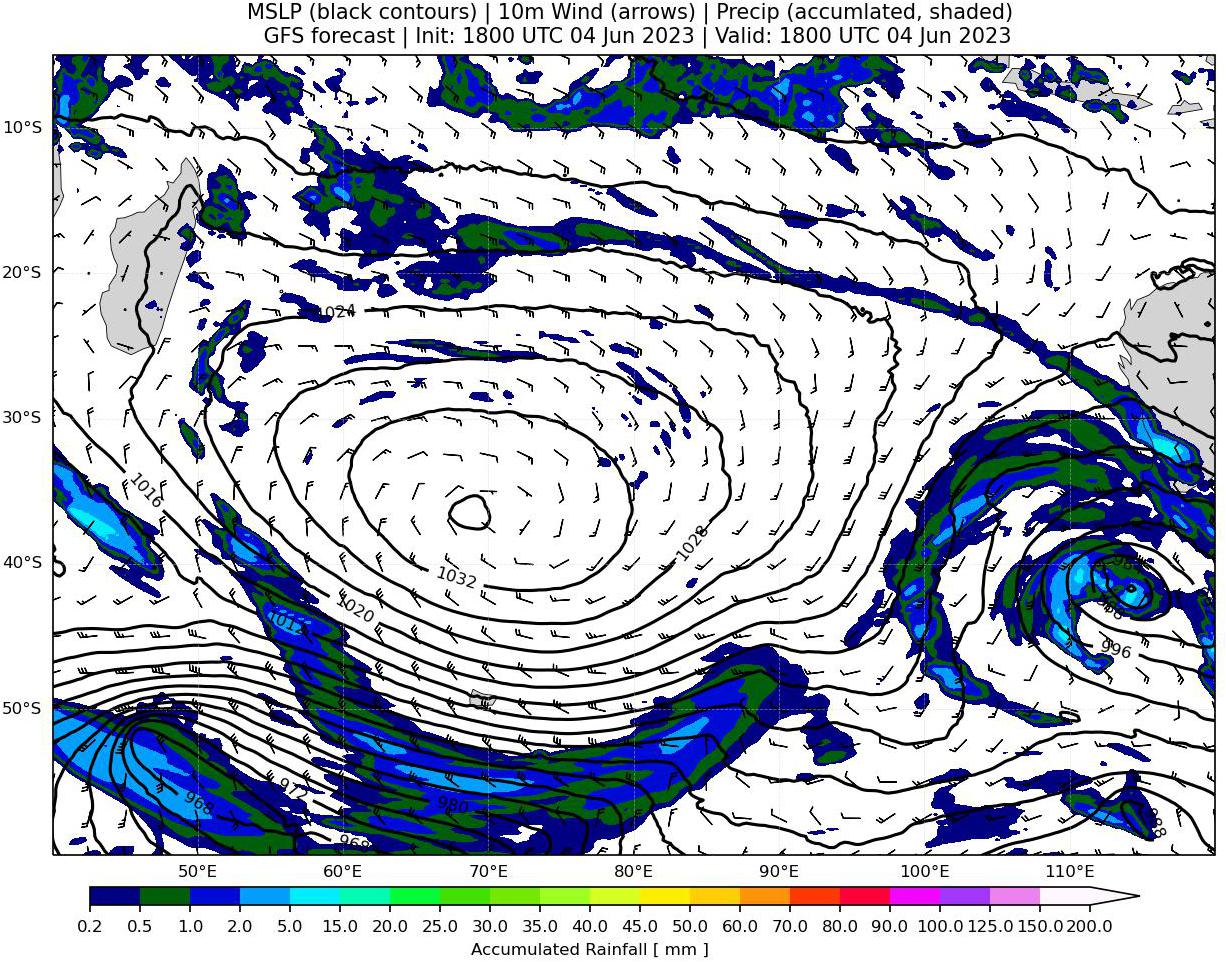 MSLP (black contours) | 10m Wind (arrows) | Precip (accumlated, shaded)
GFS forecast | Init: 1800 UTC 04 Jun 2023 | Valid: 1800 UTC 04 Jun 2023
10°S
20°S
1024
30°S
1016
1028
40°S
1032
1020
1012
996
50°S
972
968
980
968
988
50°E 60°E 70°E 80°E 90°E 100°E 110°E
0.2 0.5 1.0 2.0 5.0 15.0 20.0 25.0 30.0 35.0 40.0 45.0 50.0 60.0 70.0 80.0 90.0 100.0 125.0 150.0 200.0
Accumulated Rainfall [ mm ]